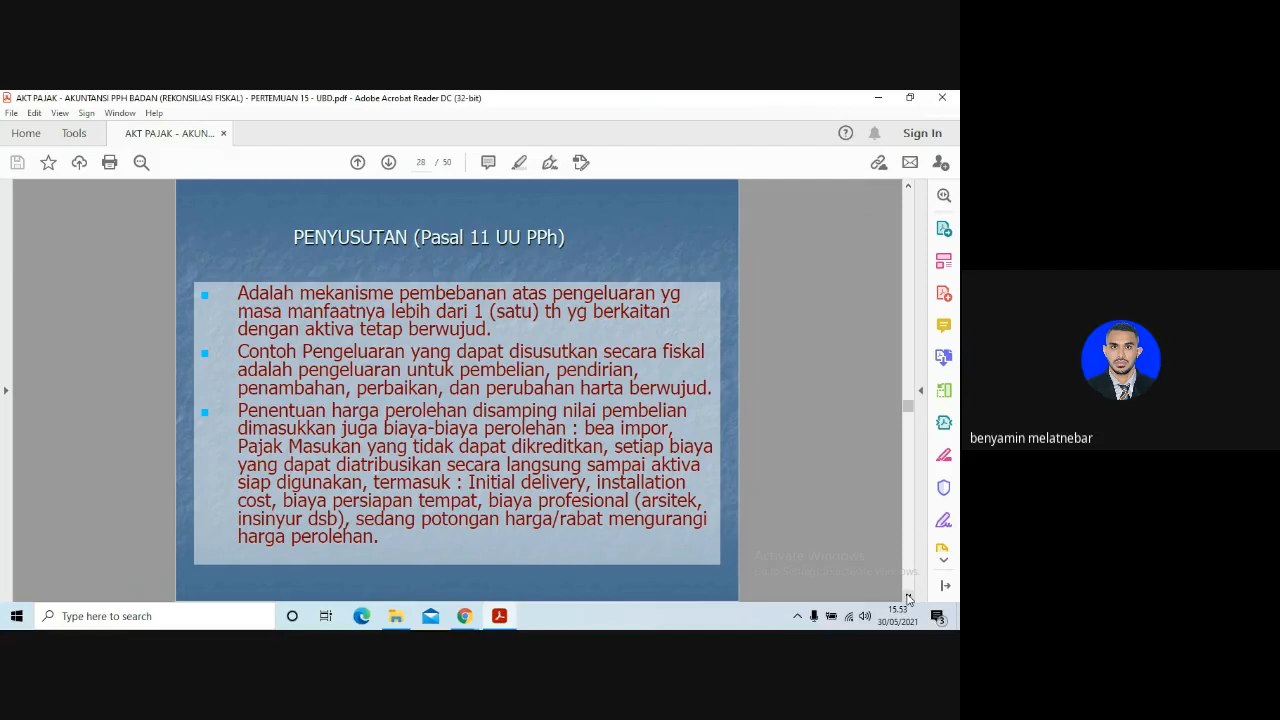 AKT PAJAK - AKUNTANSI PPH BADAN (REKONSILIASI FISKAL) - PERTEMUAN 15 - UBD.pdf - Adobe Acrobat Reader DC (32-bit)
File Edit View Sign Window Help
Home Tools AKT PAJAK - AKUN... × Sign In
28 / 50
PENYUSUTAN (Pasal 11 UU PPh)
Adalah mekanisme pembebanan atas pengeluaran yg
masa manfaatnya lebih dari 1 (satu) th yg berkaitan
dengan aktiva tetap berwujud.
Contoh Pengeluaran yang dapat disusutkan secara fiskal
adalah pengeluaran untuk pembelian, pendirian,
penambahan, perbaikan, dan perubahan harta berwujud.
Penentuan harga perolehan disamping nilai pembelian
dimasukkan juga biaya-biaya perolehan : bea impor,
Pajak Masukan yang tidak dapat dikreditkan, setiap biaya
yang dapat diatribusikan secara langsung sampai aktiva
siap digunakan, termasuk : Initial delivery, installation
cost, biaya persiapan tempat, biaya profesional (arsitek,
insinyur dsb), sedang potongan harga/rabat mengurangi
harga perolehan.
benyamin melatnebar
Activate Windows
Type here to search
15.53
30/05/2021
3